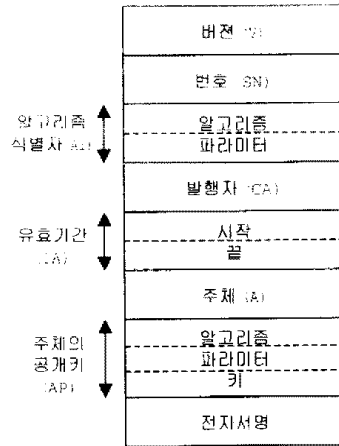 버젼 (V)
번호 (SN)
알고리즘
식별자
알고리즘
파라미터
발행자 (CA)
유효기간
시작
끝
주체 (A)
주체의
공개키
(AP)
알고리즘
파라미터
키
전자서명